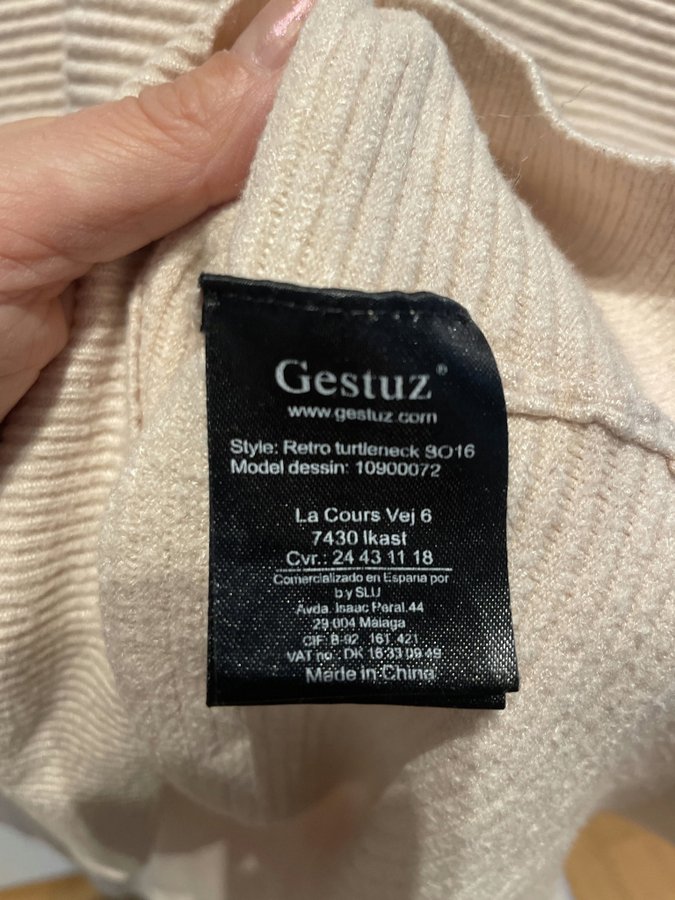 Gestuz®
www.gestuz.com
Style: Retro turtleneck SO16
Model dessin: 10900072
La Cours Vej 6
7430 Ikast
Cvr.: 24 43 11 18
Comercializado en Espana por
by SLU
Avda. Isaac Peral.44
29.004 Málaga
CIF: B-92. 161. 421
VAT no.: DK 18 33 09 49
Made in China